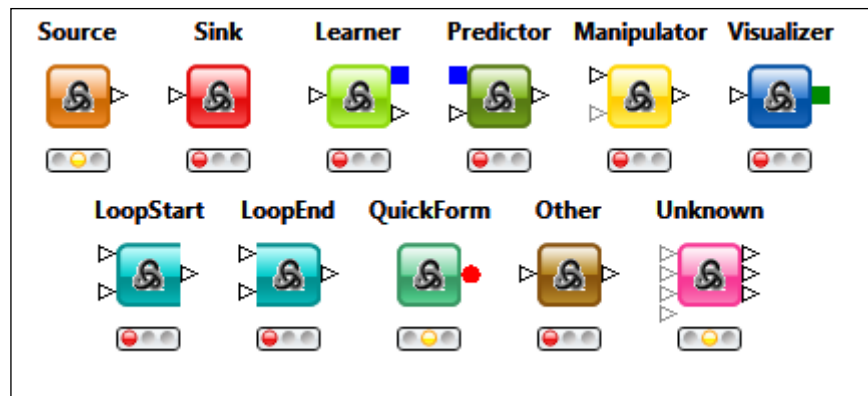 Source Sink Learner Predictor Manipulator Visualizer
LoopStart LoopEnd QuickForm Other Unknown